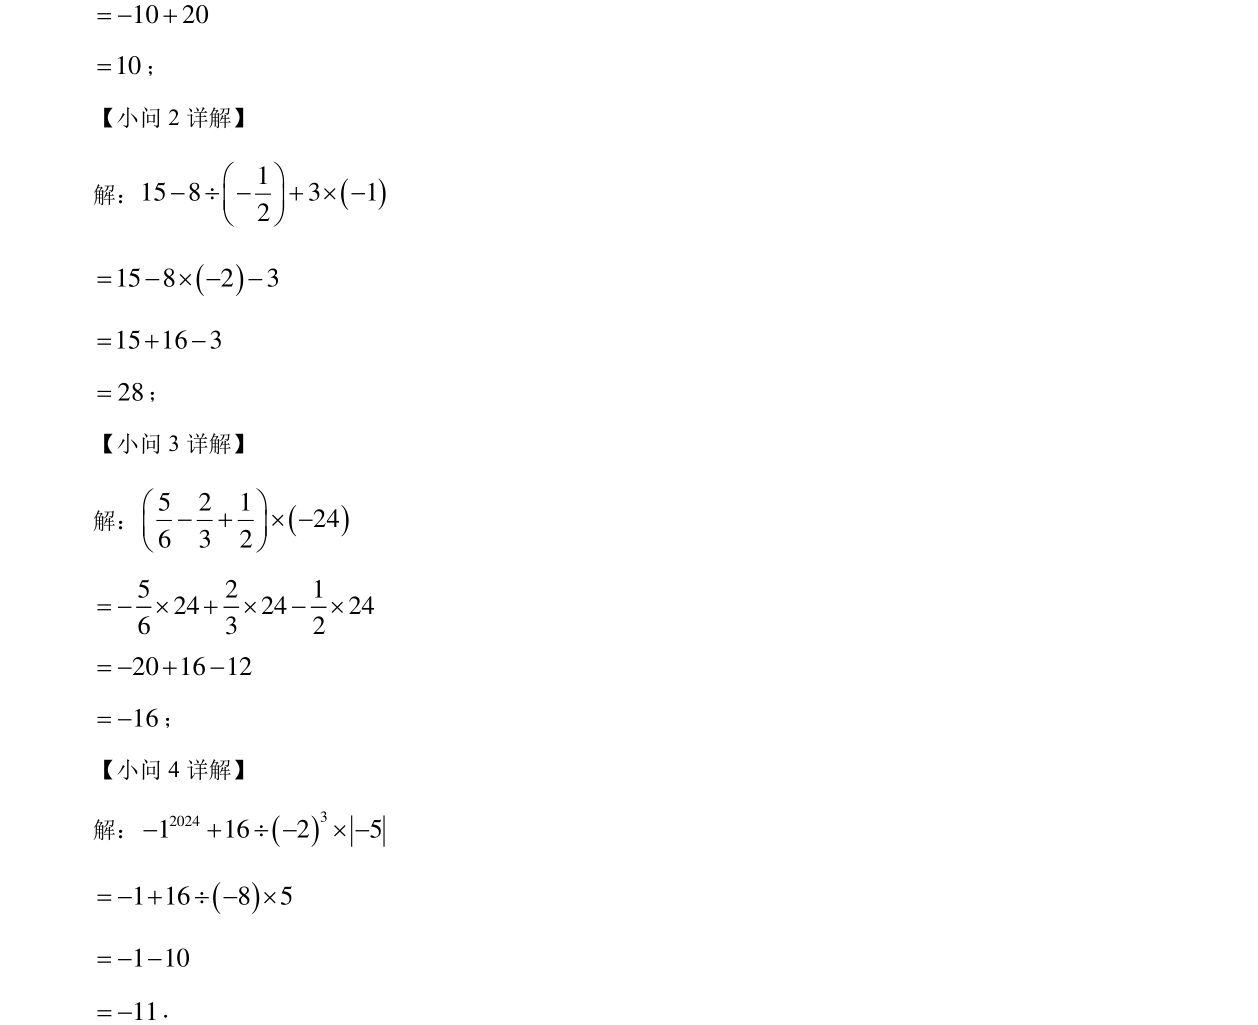 =−10+20
=10；
【小问 2 详解】
解：15−8÷(−1/2)+3×(−1)
=15−8×(−2)−3
=15+16−3
=28；
【小问 3 详解】
解：(5/6−2/3+1/2)×(−24)
=−5/6×24+2/3×24−1/2×24
=−20+16−12
=−16；
【小问 4 详解】
解：−1^2024+16÷(−2)^3×|−5|
=−1+16÷(−8)×5
=−1−10
=−11．